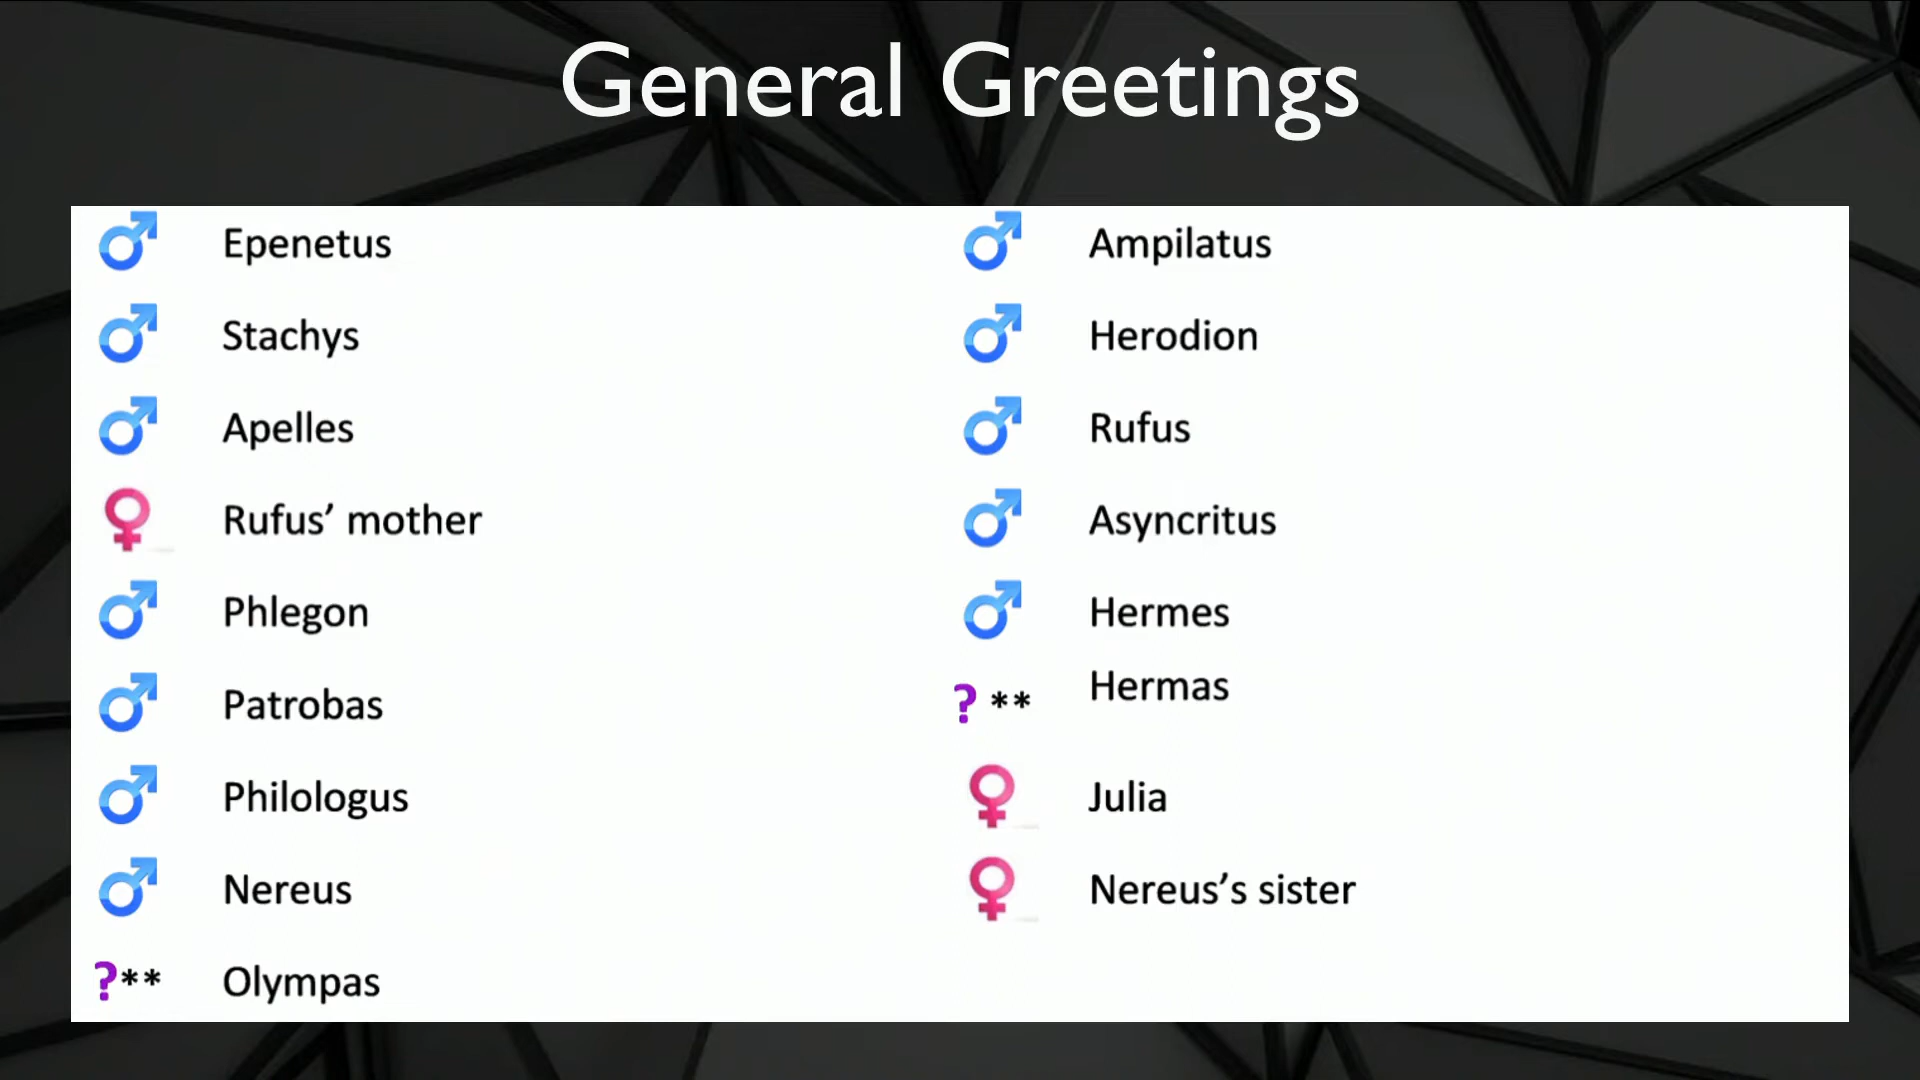 General Greetings
Epenetus
Ampilatus
Stachys
Herodion
Apelles
Rufus
Rufus’ mother
Asyncritus
Phlegon
Hermes
Patrobas
? **
Hermas
Philologus
Julia
Nereus
Nereus’s sister
?**
Olympas